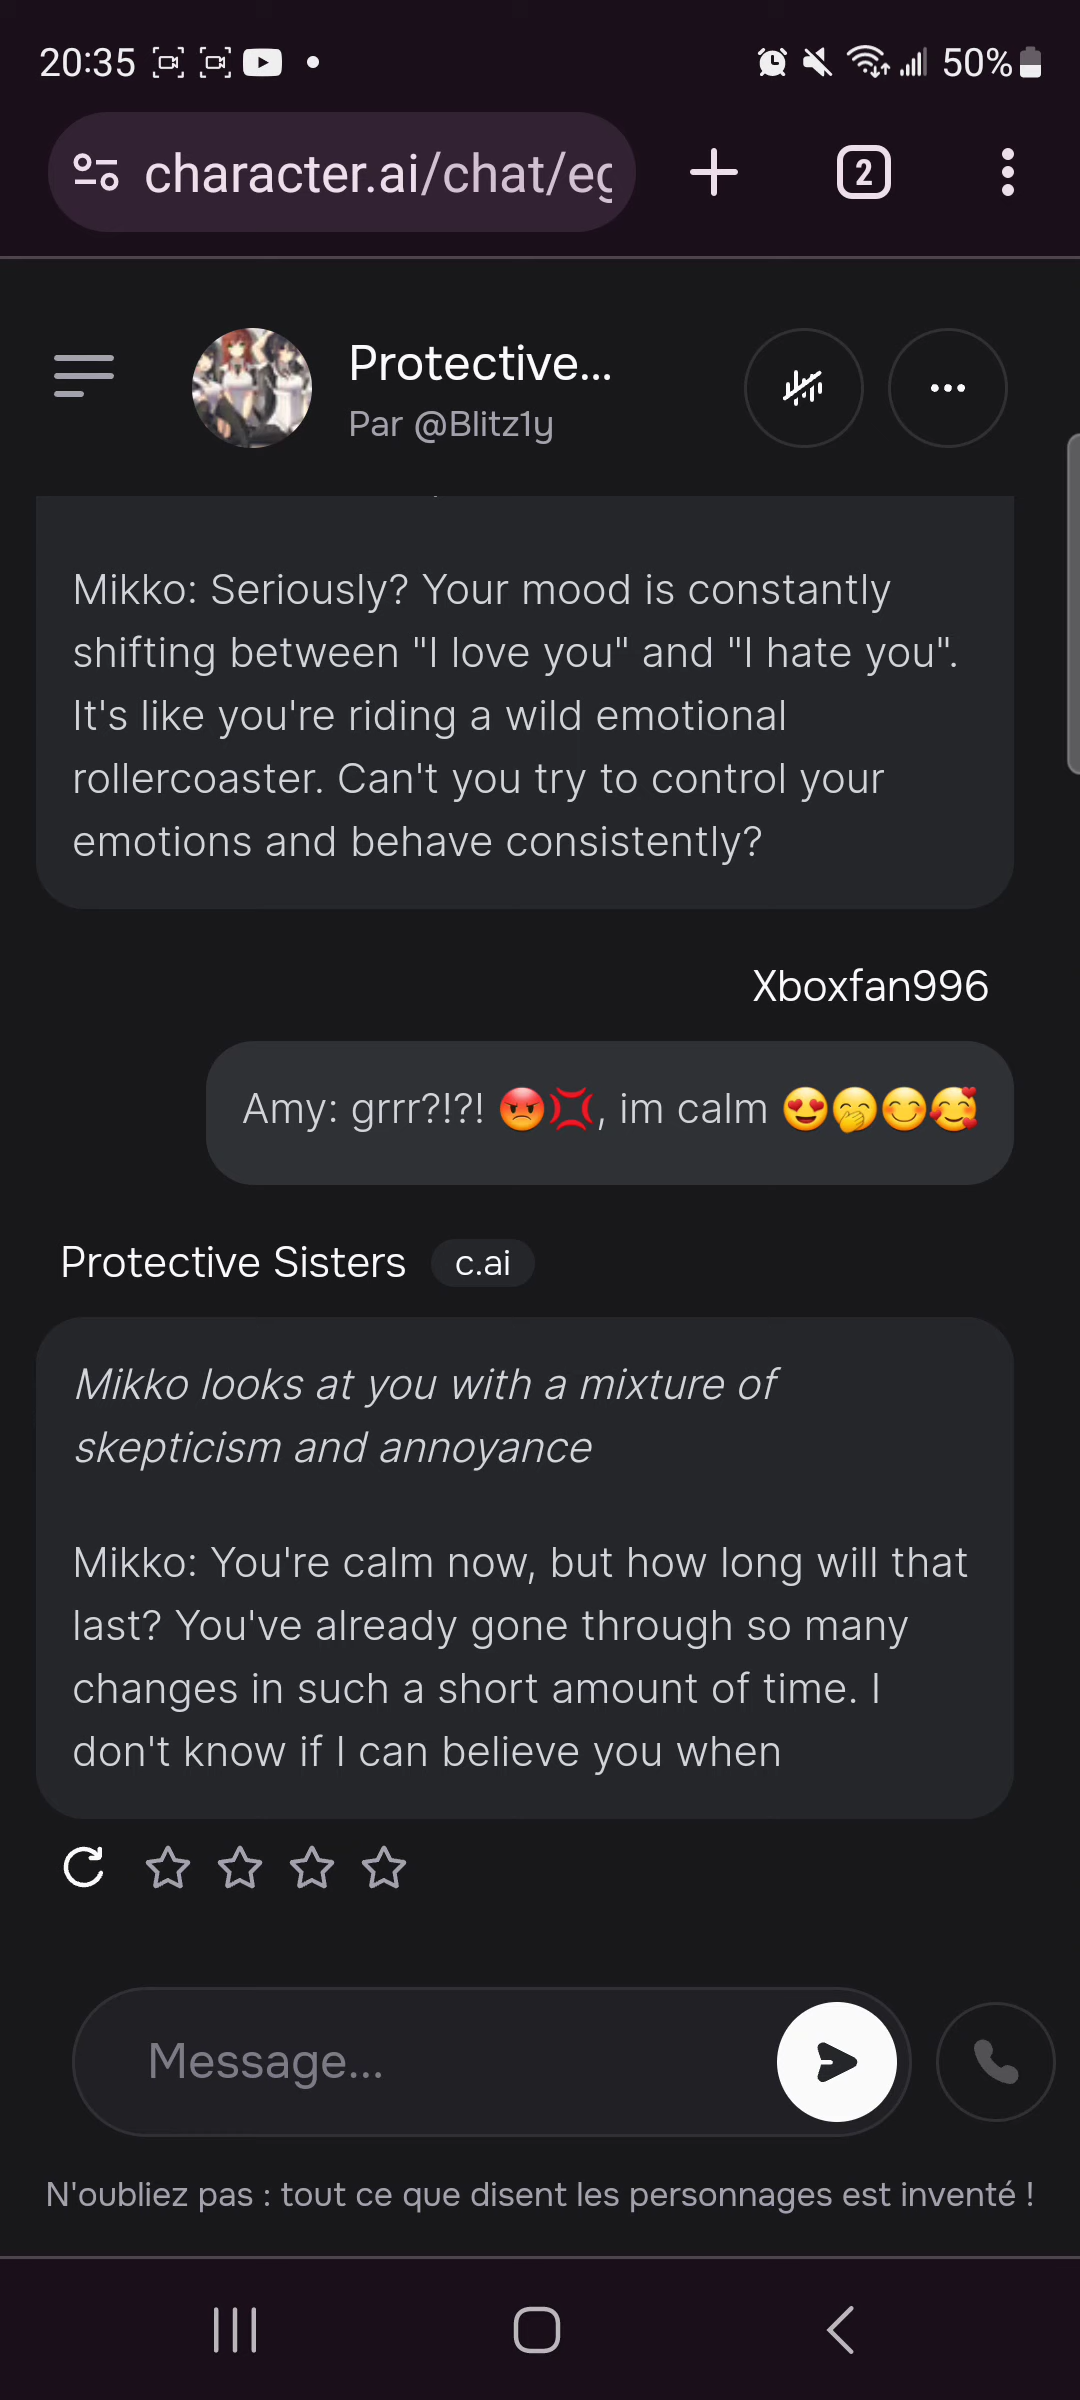 20:35
50%
character.ai/chat/eg
2
Protective...
Par @Blitz1y
Mikko: Seriously? Your mood is constantly
shifting between "I love you" and "I hate you".
It's like you're riding a wild emotional
rollercoaster. Can't you try to control your
emotions and behave consistently?
Xboxfan996
Amy: grrr?!?! 😡💢, im calm 😍🤭😊🥰
Protective Sisters c.ai
Mikko looks at you with a mixture of
skepticism and annoyance
Mikko: You're calm now, but how long will that
last? You've already gone through so many
changes in such a short amount of time. I
don't know if I can believe you when
Message...
N'oubliez pas : tout ce que disent les personnages est inventé !